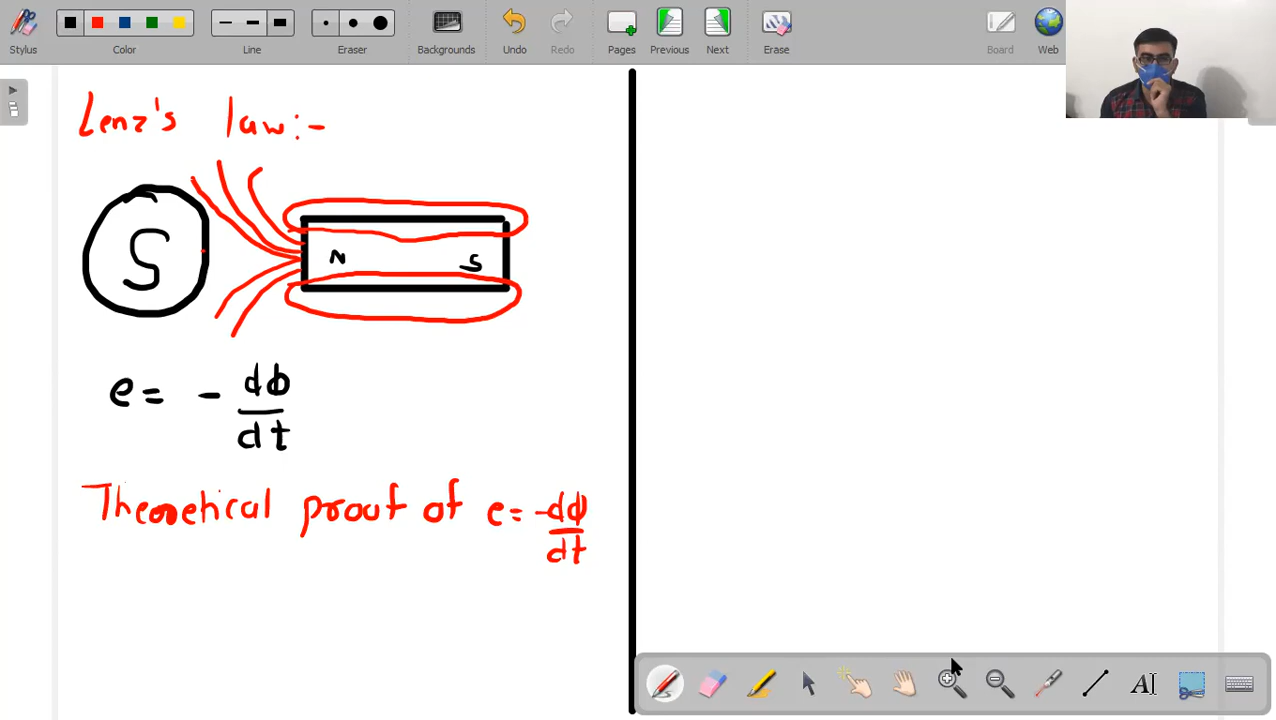 Stylus
Color
Line
Eraser
Backgrounds
Undo
Redo
Pages
Previous
Next
Erase
Board
Web
Lenz's law:-
S
N S
e = - dϕ
dt
Theoretical proof of e = -dϕ
dt
A